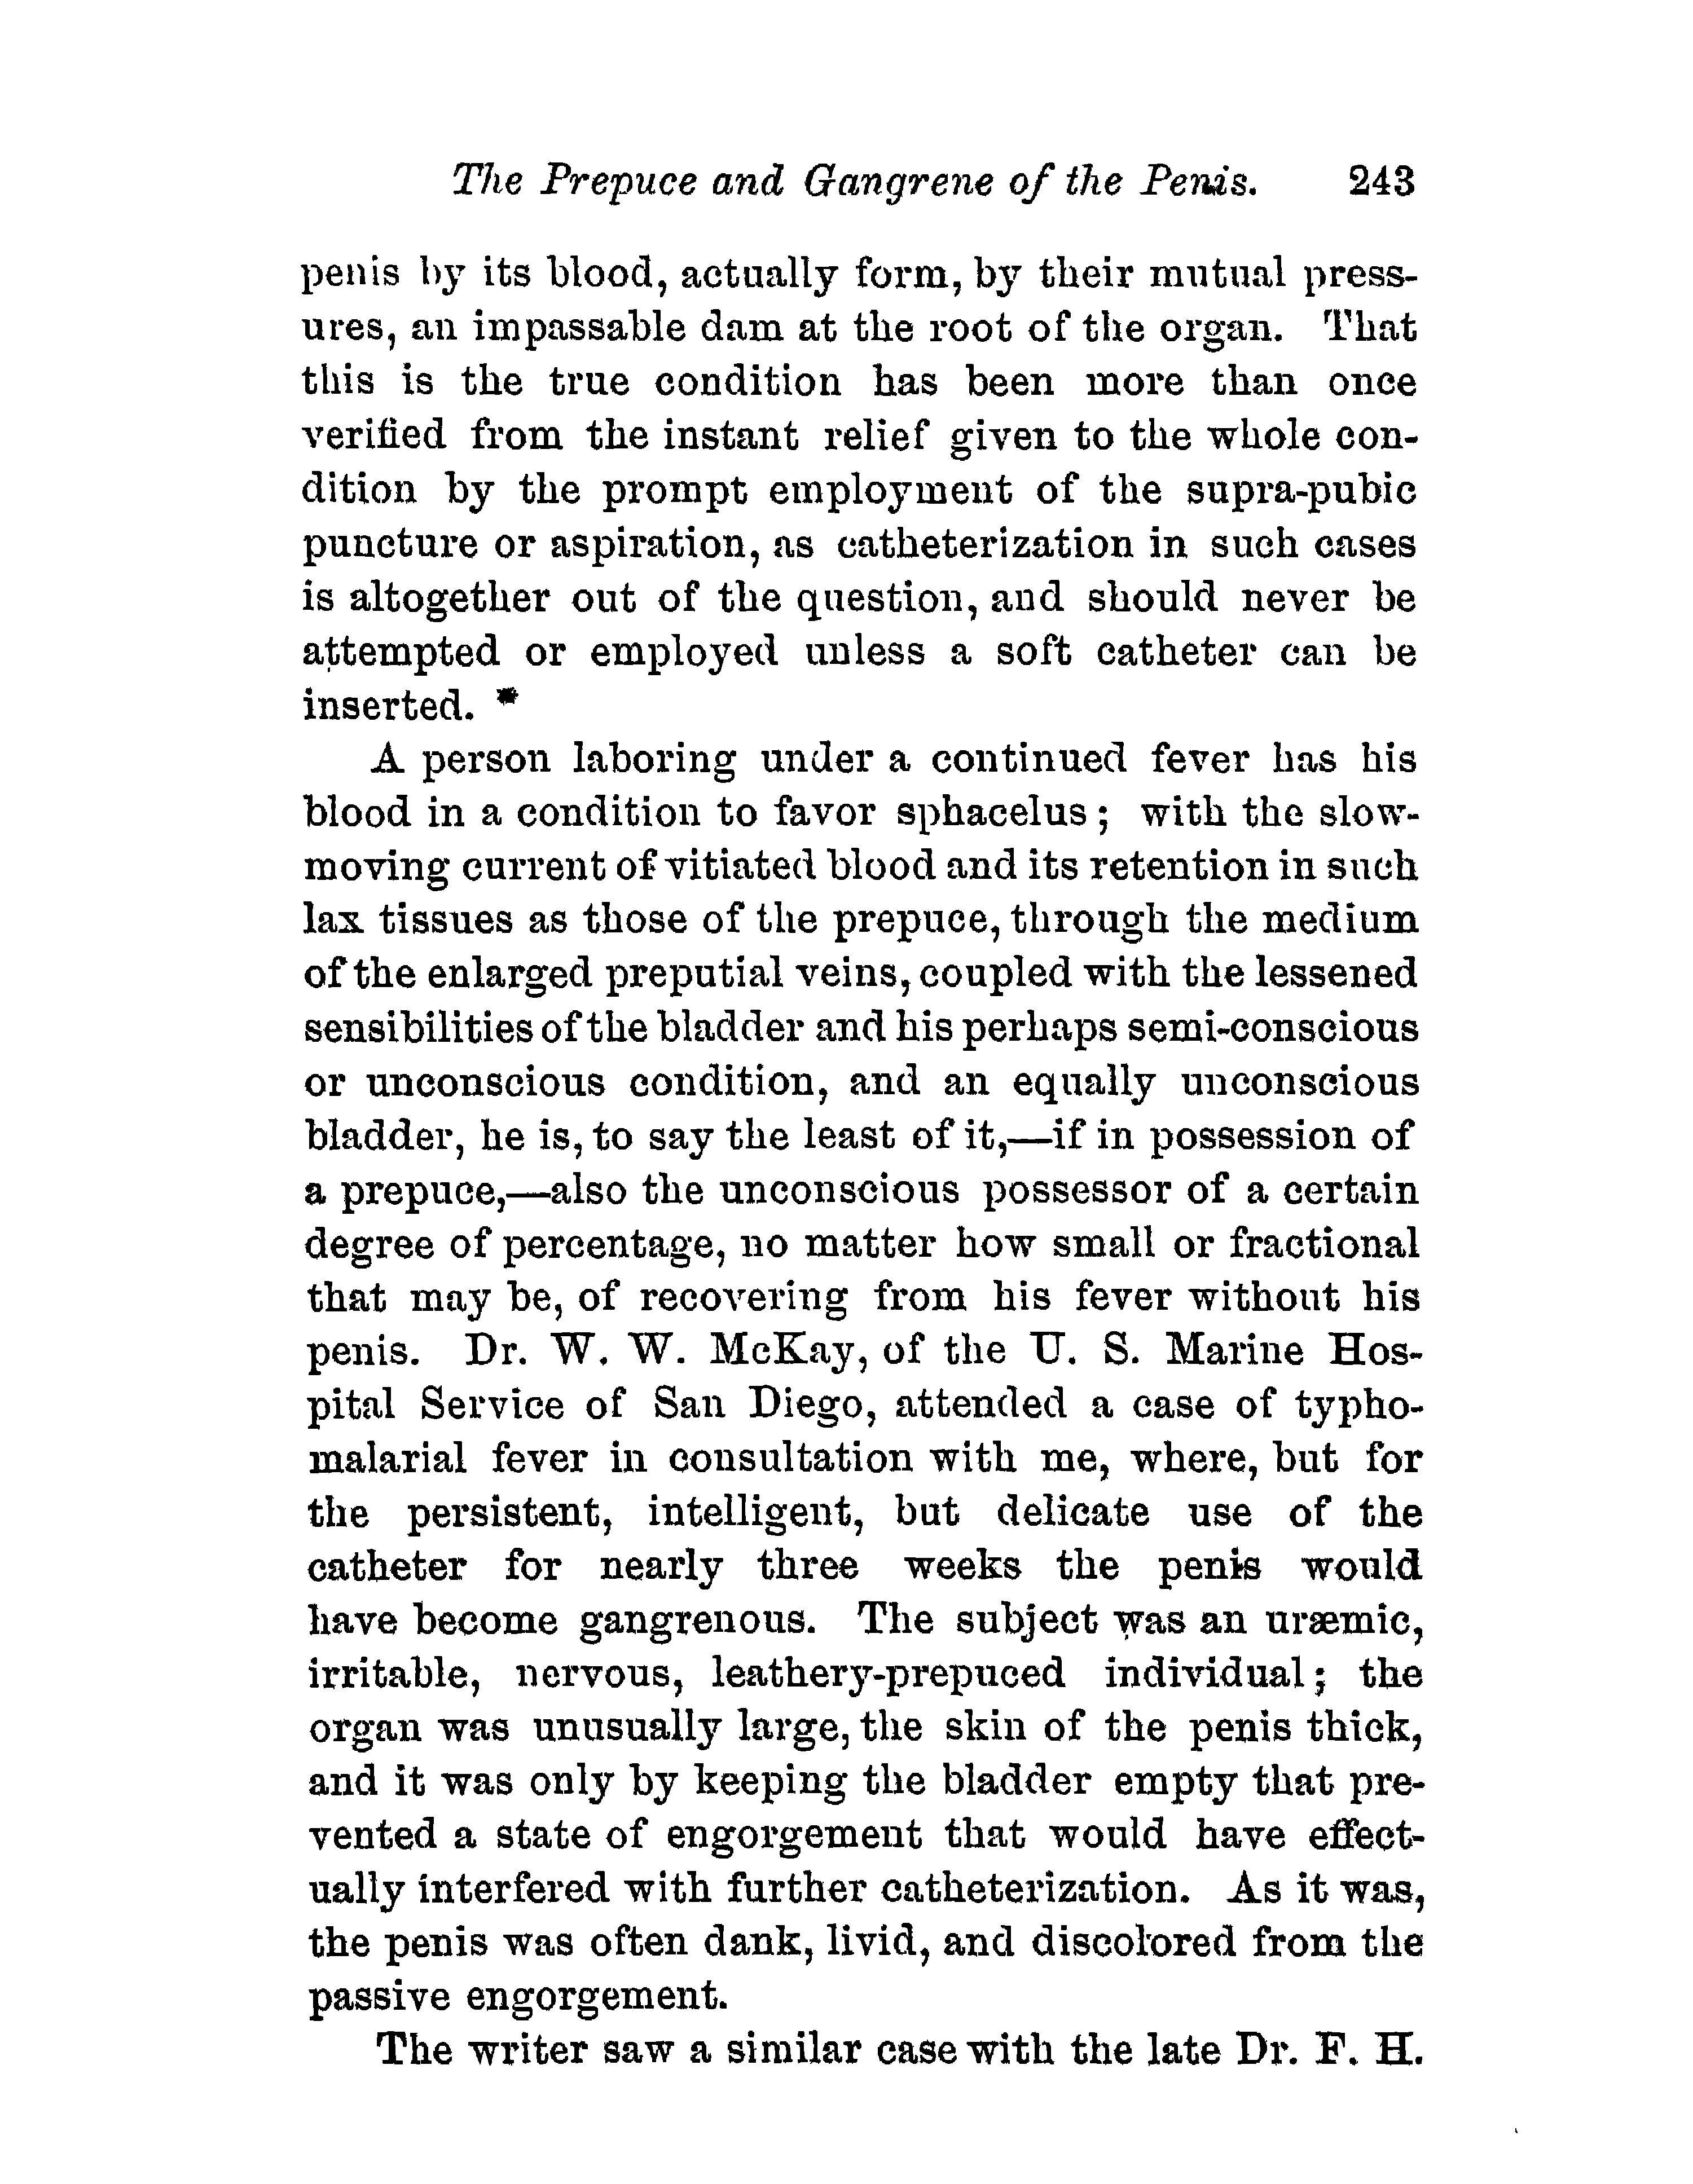 The Prepuce and Gangrene of the Penis. 243
penis by its blood, actually form, by their mutual press-
ures, an impassable dam at the root of the organ. That
this is the true condition has been more than once
verified from the instant relief given to the whole con-
dition by the prompt employment of the supra-pubic
puncture or aspiration, as catheterization in such cases
is altogether out of the question, and should never be
attempted or employed unless a soft catheter can be
inserted. *
A person laboring under a continued fever has his
blood in a condition to favor sphacelus; with the slow-
moving current of vitiated blood and its retention in such
lax tissues as those of the prepuce, through the medium
of the enlarged preputial veins, coupled with the lessened
sensibilities of the bladder and his perhaps semi-conscious
or unconscious condition, and an equally unconscious
bladder, he is, to say the least of it,—if in possession of
a prepuce,—also the unconscious possessor of a certain
degree of percentage, no matter how small or fractional
that may be, of recovering from his fever without his
penis. Dr. W. W. McKay, of the U. S. Marine Hos-
pital Service of San Diego, attended a case of typho-
malarial fever in consultation with me, where, but for
the persistent, intelligent, but delicate use of the
catheter for nearly three weeks the penis would
have become gangrenous. The subject was an uræmic,
irritable, nervous, leathery-prepuced individual; the
organ was unusually large, the skin of the penis thick,
and it was only by keeping the bladder empty that pre-
vented a state of engorgement that would have effect-
ually interfered with further catheterization. As it was,
the penis was often dank, livid, and discolored from the
passive engorgement.
The writer saw a similar case with the late Dr. F. H.